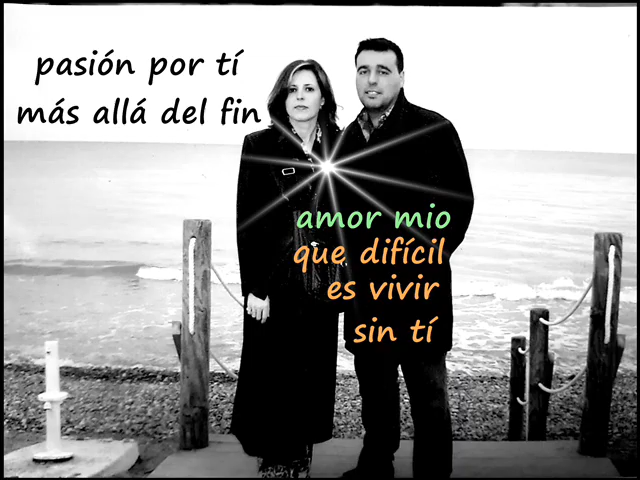 pasión por tí
más allá del fin
amor mio
que difícil
es vivir
sin tí